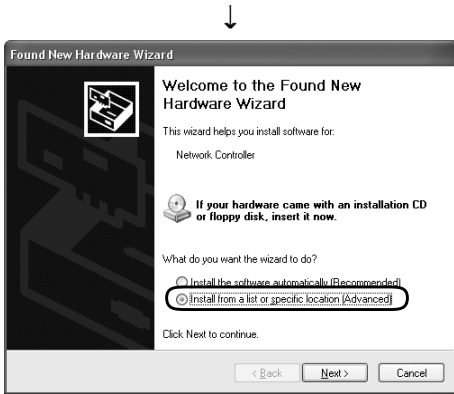 Found New Hardware Wizard
Welcome to the Found New
Hardware Wizard
This wizard helps you install software for:
Network Controller
If your hardware came with an installation CD
or floppy disk, insert it now.
What do you want the wizard to do?
Install the software automatically (Recommended)
Install from a list or specific location (Advanced)
Click Next to continue.
< Back Next > Cancel